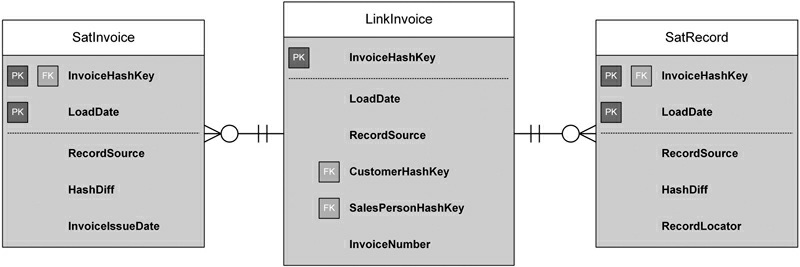 SatInvoice
PK FK InvoiceHashKey
PK LoadDate
RecordSource
HashDiff
InvoiceIssueDate
LinkInvoice
PK InvoiceHashKey
LoadDate
RecordSource
FK CustomerHashKey
FK SalesPersonHashKey
InvoiceNumber
SatRecord
PK FK InvoiceHashKey
PK LoadDate
RecordSource
HashDiff
RecordLocator